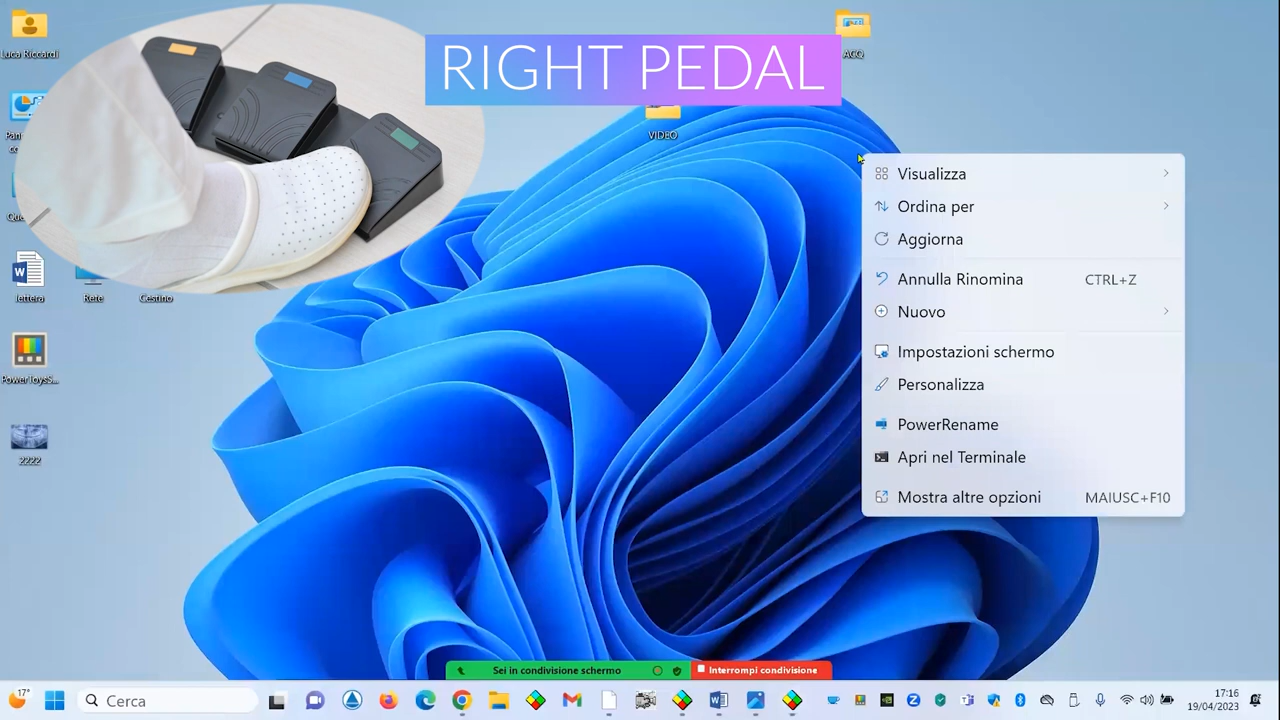 RIGHT PEDAL
Luca Riccardi
ACQ
VIDEO
lettera
Rete
Cestino
PowerToysS...
2222
Visualizza
Ordina per
Aggiorna
Annulla Rinomina CTRL+Z
Nuovo
Impostazioni schermo
Personalizza
PowerRename
Apri nel Terminale
Mostra altre opzioni MAIUSC+F10
Sei in condivisione schermo
Interrompi condivisione
17°
Cerca
17:16
19/04/2023